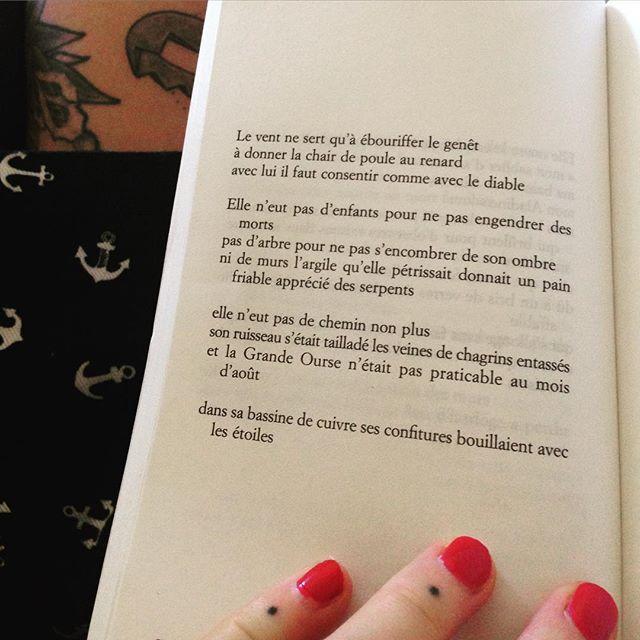 Le vent ne sert qu'à ébouriffer le genêt
à donner la chair de poule au renard
avec lui il faut consentir comme avec le diable
Elle n'eut pas d'enfants pour ne pas engendrer des
morts
pas d'arbre pour ne pas s'encombrer de son ombre
ni de murs l'argile qu'elle pétrissait donnait un pain
friable apprécié des serpents
elle n'eut pas de chemin non plus
son ruisseau s'était tailladé les veines de chagrins entassés
et la Grande Ourse n'était pas praticable au mois
d'août
dans sa bassine de cuivre ses confitures bouillaient avec
les étoiles